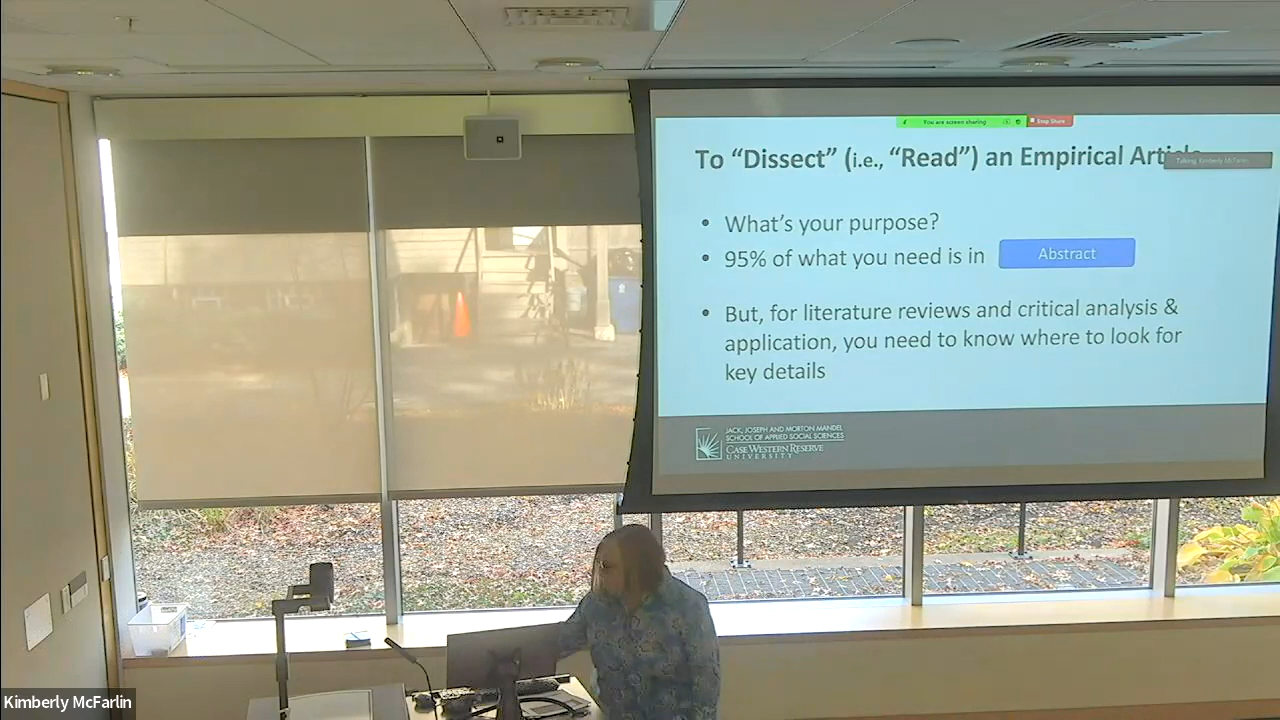 You are screen sharing
Stop Share
To “Dissect” (i.e., “Read”) an Empirical Article
Talking: Kimberly McFarlin
• What’s your purpose?
• 95% of what you need is in Abstract
• But, for literature reviews and critical analysis &
application, you need to know where to look for
key details
JACK, JOSEPH AND MORTON MANDEL
SCHOOL OF APPLIED SOCIAL SCIENCES
CASE WESTERN RESERVE
UNIVERSITY
Kimberly McFarlin